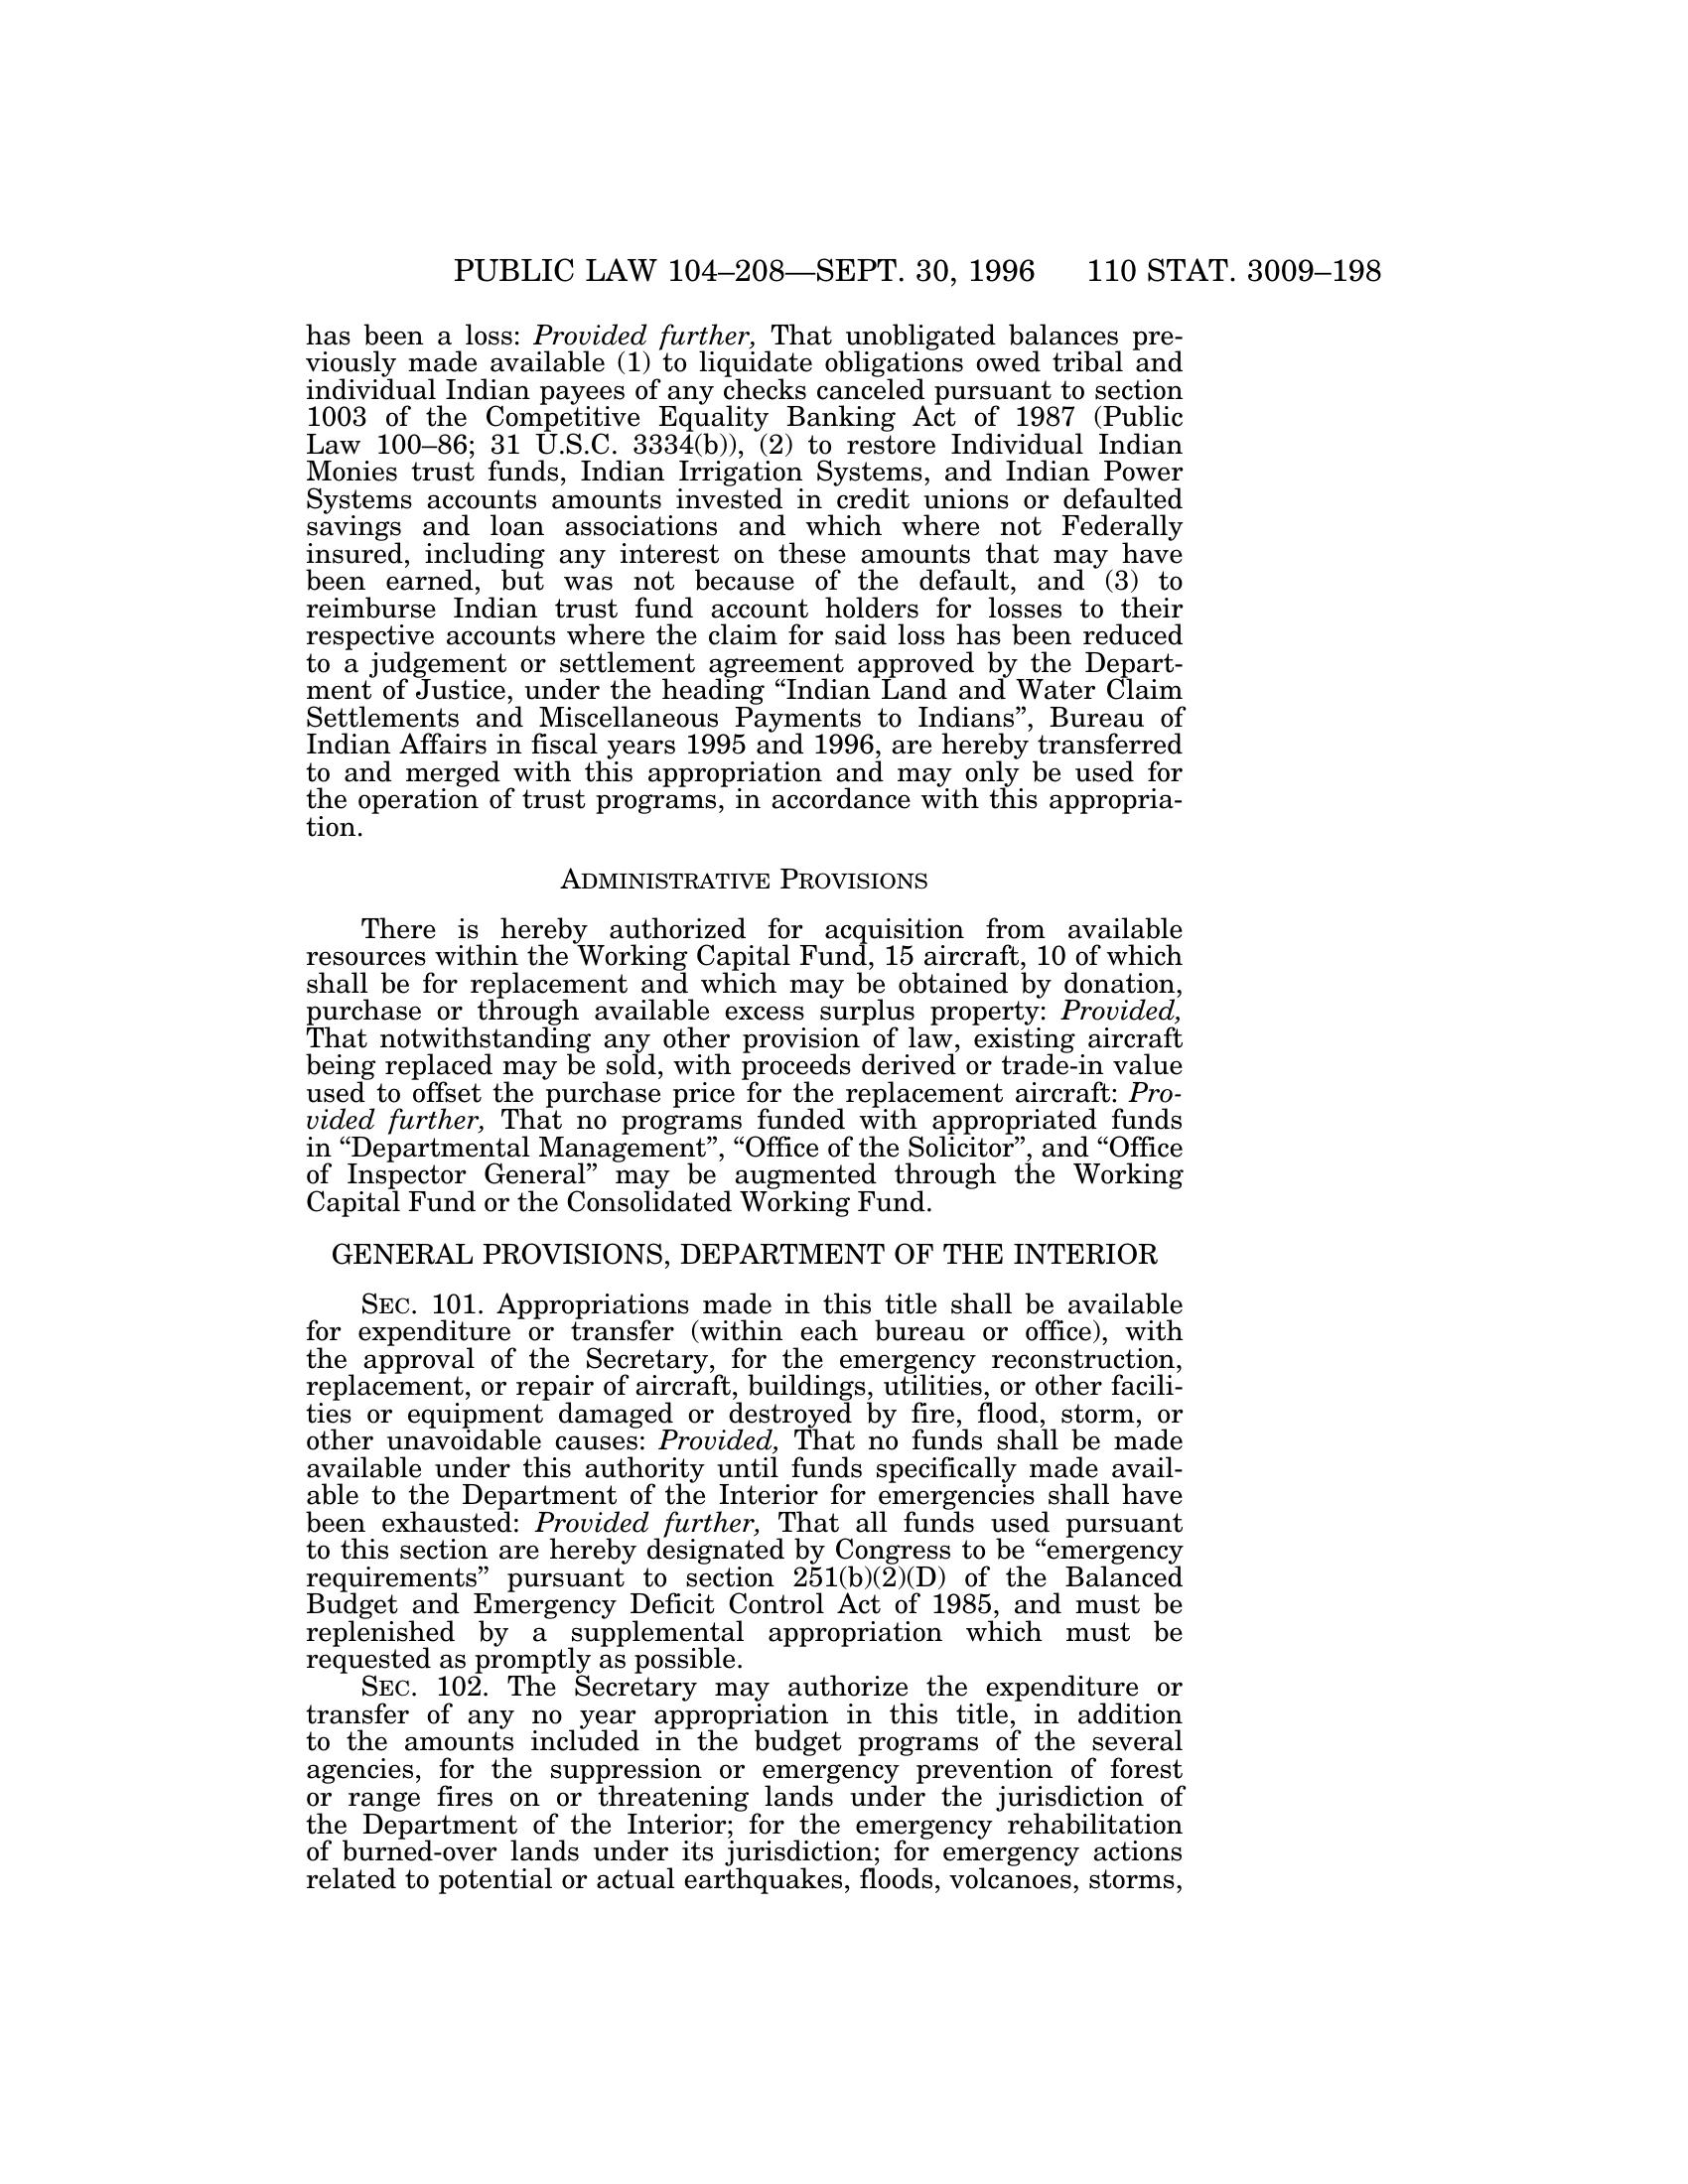 PUBLIC LAW 104–208—SEPT. 30, 1996 110 STAT. 3009–198
has been a loss: Provided further, That unobligated balances pre-
viously made available (1) to liquidate obligations owed tribal and
individual Indian payees of any checks canceled pursuant to section
1003 of the Competitive Equality Banking Act of 1987 (Public
Law 100–86; 31 U.S.C. 3334(b)), (2) to restore Individual Indian
Monies trust funds, Indian Irrigation Systems, and Indian Power
Systems accounts amounts invested in credit unions or defaulted
savings and loan associations and which where not Federally
insured, including any interest on these amounts that may have
been earned, but was not because of the default, and (3) to
reimburse Indian trust fund account holders for losses to their
respective accounts where the claim for said loss has been reduced
to a judgement or settlement agreement approved by the Depart-
ment of Justice, under the heading “Indian Land and Water Claim
Settlements and Miscellaneous Payments to Indians”, Bureau of
Indian Affairs in fiscal years 1995 and 1996, are hereby transferred
to and merged with this appropriation and may only be used for
the operation of trust programs, in accordance with this appropria-
tion.
ADMINISTRATIVE PROVISIONS
There is hereby authorized for acquisition from available
resources within the Working Capital Fund, 15 aircraft, 10 of which
shall be for replacement and which may be obtained by donation,
purchase or through available excess surplus property: Provided,
That notwithstanding any other provision of law, existing aircraft
being replaced may be sold, with proceeds derived or trade-in value
used to offset the purchase price for the replacement aircraft: Pro-
vided further, That no programs funded with appropriated funds
in “Departmental Management”, “Office of the Solicitor”, and “Office
of Inspector General” may be augmented through the Working
Capital Fund or the Consolidated Working Fund.
GENERAL PROVISIONS, DEPARTMENT OF THE INTERIOR
SEC. 101. Appropriations made in this title shall be available
for expenditure or transfer (within each bureau or office), with
the approval of the Secretary, for the emergency reconstruction,
replacement, or repair of aircraft, buildings, utilities, or other facili-
ties or equipment damaged or destroyed by fire, flood, storm, or
other unavoidable causes: Provided, That no funds shall be made
available under this authority until funds specifically made avail-
able to the Department of the Interior for emergencies shall have
been exhausted: Provided further, That all funds used pursuant
to this section are hereby designated by Congress to be “emergency
requirements” pursuant to section 251(b)(2)(D) of the Balanced
Budget and Emergency Deficit Control Act of 1985, and must be
replenished by a supplemental appropriation which must be
requested as promptly as possible.
SEC. 102. The Secretary may authorize the expenditure or
transfer of any no year appropriation in this title, in addition
to the amounts included in the budget programs of the several
agencies, for the suppression or emergency prevention of forest
or range fires on or threatening lands under the jurisdiction of
the Department of the Interior; for the emergency rehabilitation
of burned-over lands under its jurisdiction; for emergency actions
related to potential or actual earthquakes, floods, volcanoes, storms,